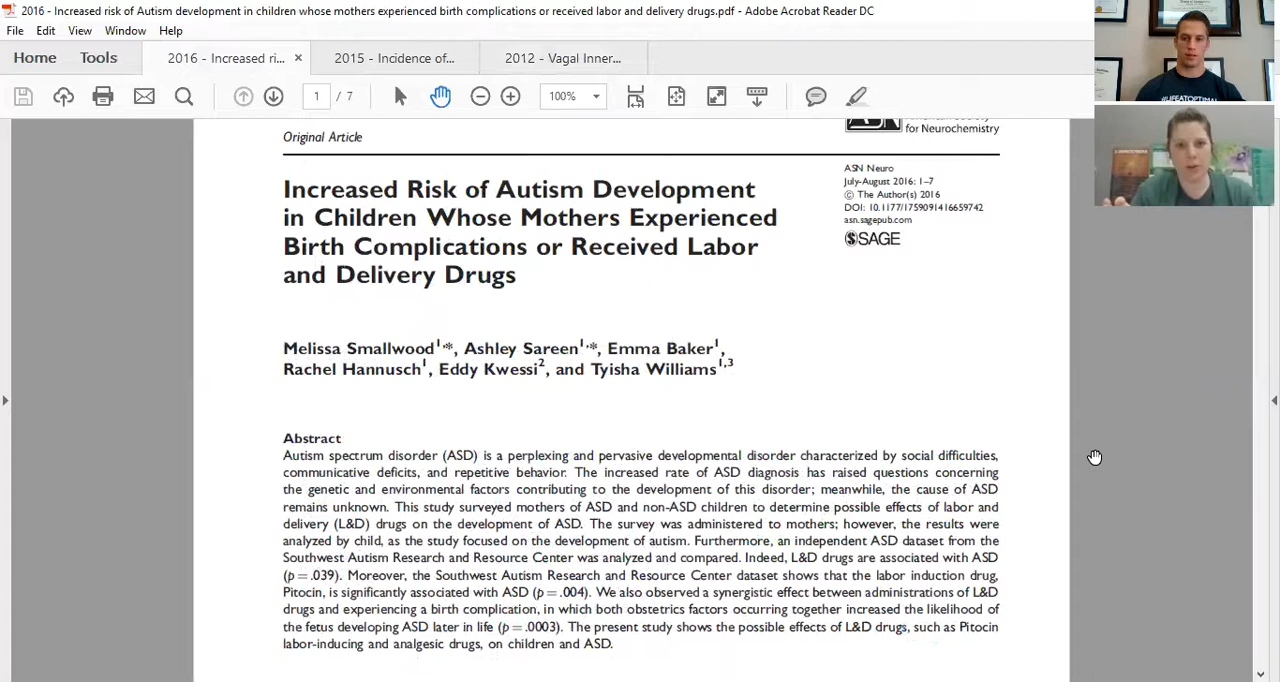 2016 - Increased risk of Autism development in children whose mothers experienced birth complications or received labor and delivery drugs.pdf - Adobe Acrobat Reader DC
File Edit View Window Help
Home Tools 2016 - Increased ri... × 2015 - Incidence of... 2012 - Vagal Inner...
1 / 7 100%
Original Article
for Neurochemistry
ASN Neuro
July-August 2016: 1–7
© The Author(s) 2016
DOI: 10.1177/1759091416659742
asn.sagepub.com
SAGE
Increased Risk of Autism Development
in Children Whose Mothers Experienced
Birth Complications or Received Labor
and Delivery Drugs
Melissa Smallwood1,*, Ashley Sareen1,*, Emma Baker1,
Rachel Hannusch1, Eddy Kwessi2, and Tyisha Williams1,3
Abstract
Autism spectrum disorder (ASD) is a perplexing and pervasive developmental disorder characterized by social difficulties,
communicative deficits, and repetitive behavior. The increased rate of ASD diagnosis has raised questions concerning
the genetic and environmental factors contributing to the development of this disorder; meanwhile, the cause of ASD
remains unknown. This study surveyed mothers of ASD and non-ASD children to determine possible effects of labor and
delivery (L&D) drugs on the development of ASD. The survey was administered to mothers; however, the results were
analyzed by child, as the study focused on the development of autism. Furthermore, an independent ASD dataset from the
Southwest Autism Research and Resource Center was analyzed and compared. Indeed, L&D drugs are associated with ASD
(p = .039). Moreover, the Southwest Autism Research and Resource Center dataset shows that the labor induction drug,
Pitocin, is significantly associated with ASD (p = .004). We also observed a synergistic effect between administrations of L&D
drugs and experiencing a birth complication, in which both obstetrics factors occurring together increased the likelihood of
the fetus developing ASD later in life (p = .0003). The present study shows the possible effects of L&D drugs, such as Pitocin
labor-inducing and analgesic drugs, on children and ASD.
#LIFEATOPTIMAL